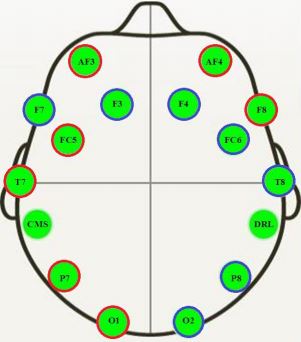 AF3 AF4
F7 F3 F4 F8
FC5 FC6
T7 T8
CMS DRL
P7 P8
O1 O2